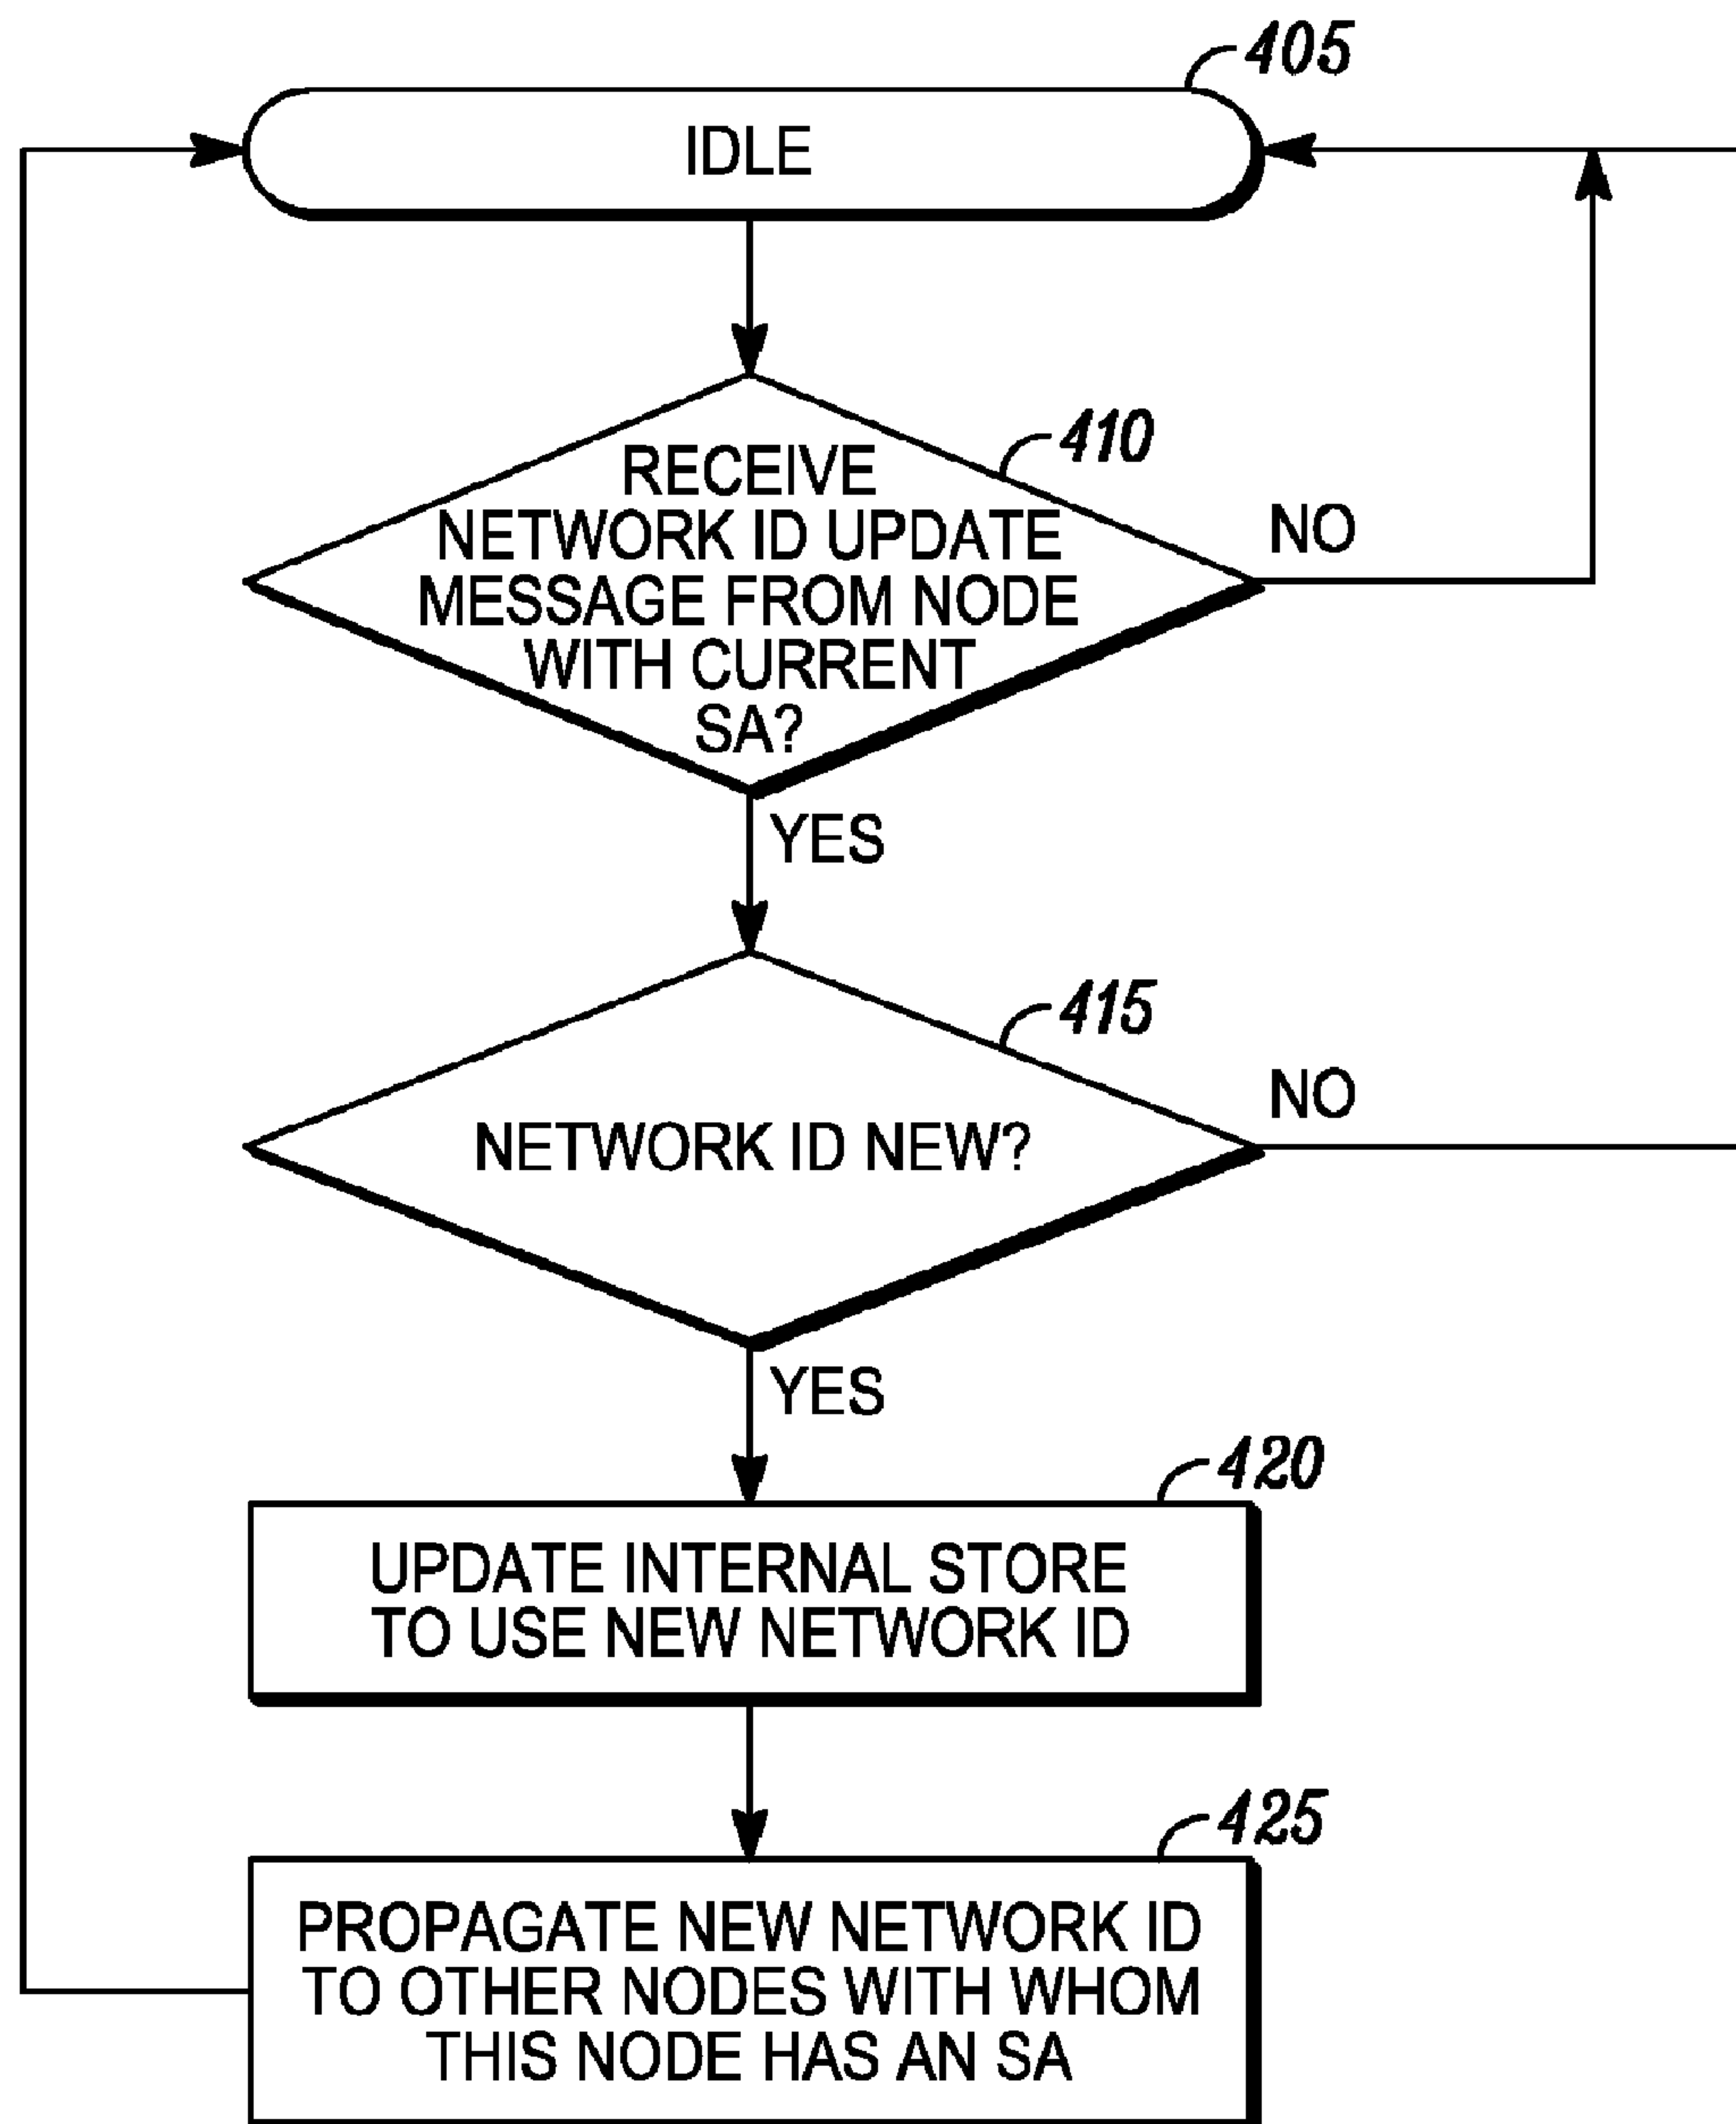 405
IDLE
410
RECEIVE
NETWORK ID UPDATE
MESSAGE FROM NODE
WITH CURRENT
SA?
NO
YES
415
NETWORK ID NEW?
NO
YES
420
UPDATE INTERNAL STORE
TO USE NEW NETWORK ID
425
PROPAGATE NEW NETWORK ID
TO OTHER NODES WITH WHOM
THIS NODE HAS AN SA